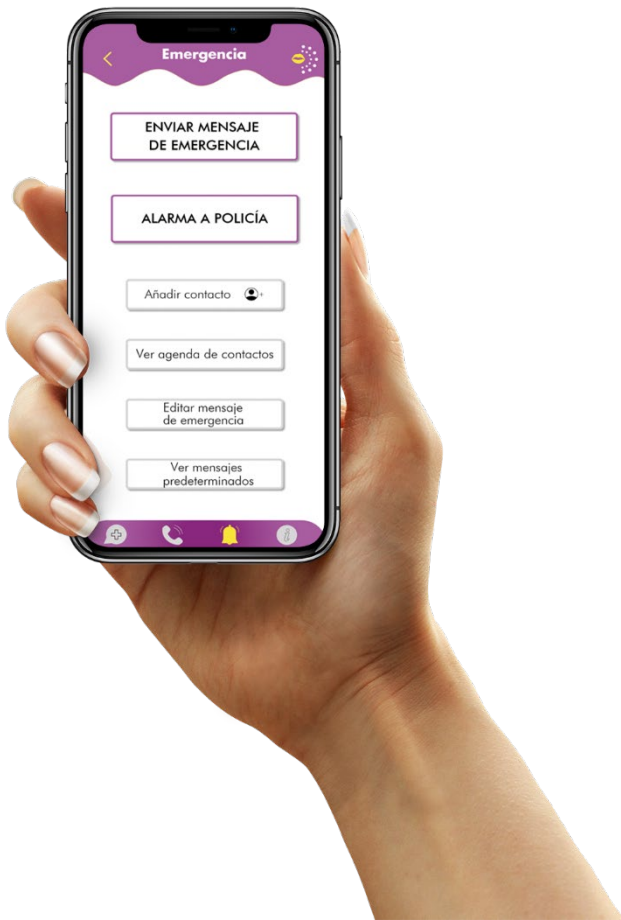 Emergencia
ENVIAR MENSAJE
DE EMERGENCIA
ALARMA A POLICÍA
Añadir contacto
Ver agenda de contactos
Editar mensaje
de emergencia
Ver mensajes
predeterminados